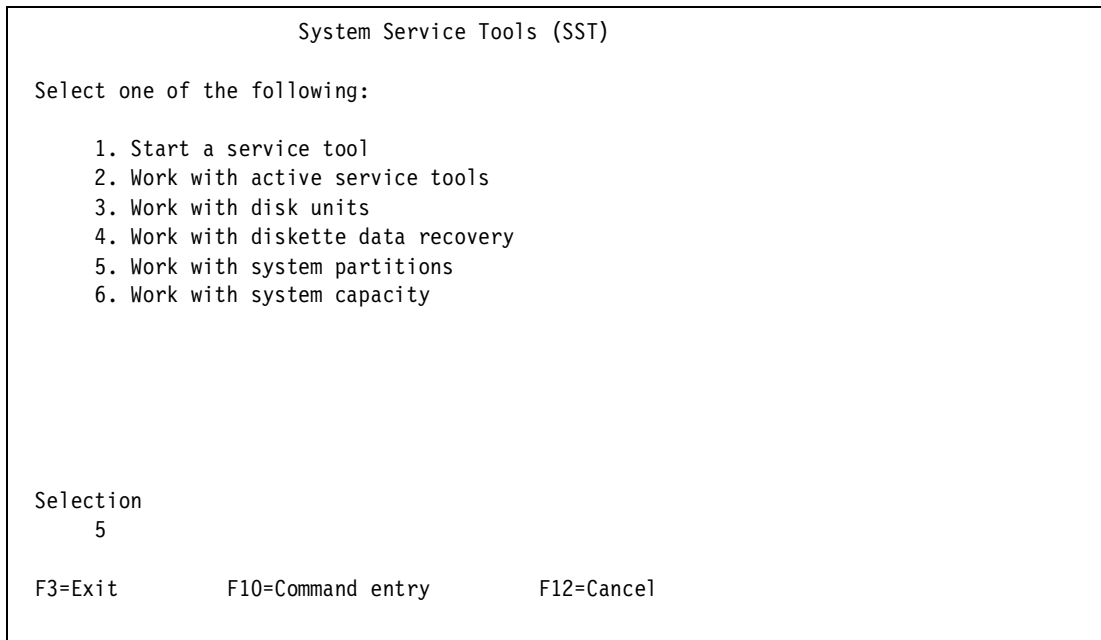 System Service Tools (SST)
Select one of the following:
1. Start a service tool
2. Work with active service tools
3. Work with disk units
4. Work with diskette data recovery
5. Work with system partitions
6. Work with system capacity
Selection
5
F3=Exit F10=Command entry F12=Cancel